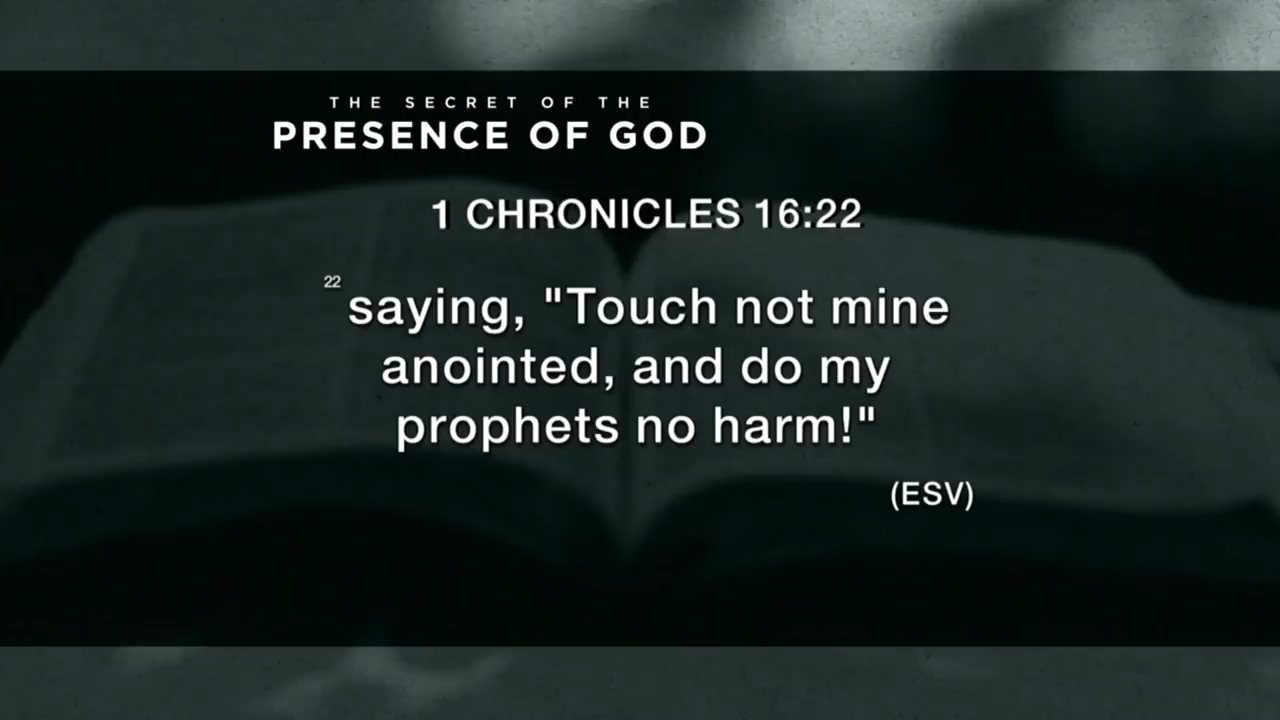 THE SECRET OF THE
PRESENCE OF GOD
1 CHRONICLES 16:22
22 saying, "Touch not mine
anointed, and do my
prophets no harm!"
(ESV)